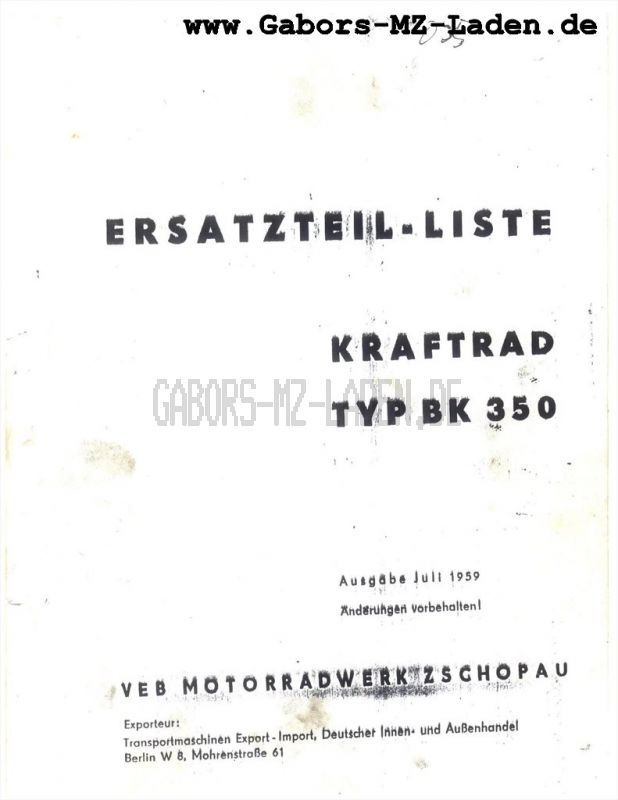 www.Gabors-MZ-Laden.de
ERSATZTEIL-LISTE
KRAFTRAD
GABORS-MZ-LADEN.DE
TYP BK 350
Ausgabe Juli 1959
Änderungen vorbehalten!
VEB MOTORRADWERK ZSCHOPAU
Exporteur:
Transportmaschinen Export-Import, Deutscher Innen- und Außenhandel
Berlin W 8, Mohrenstraße 61